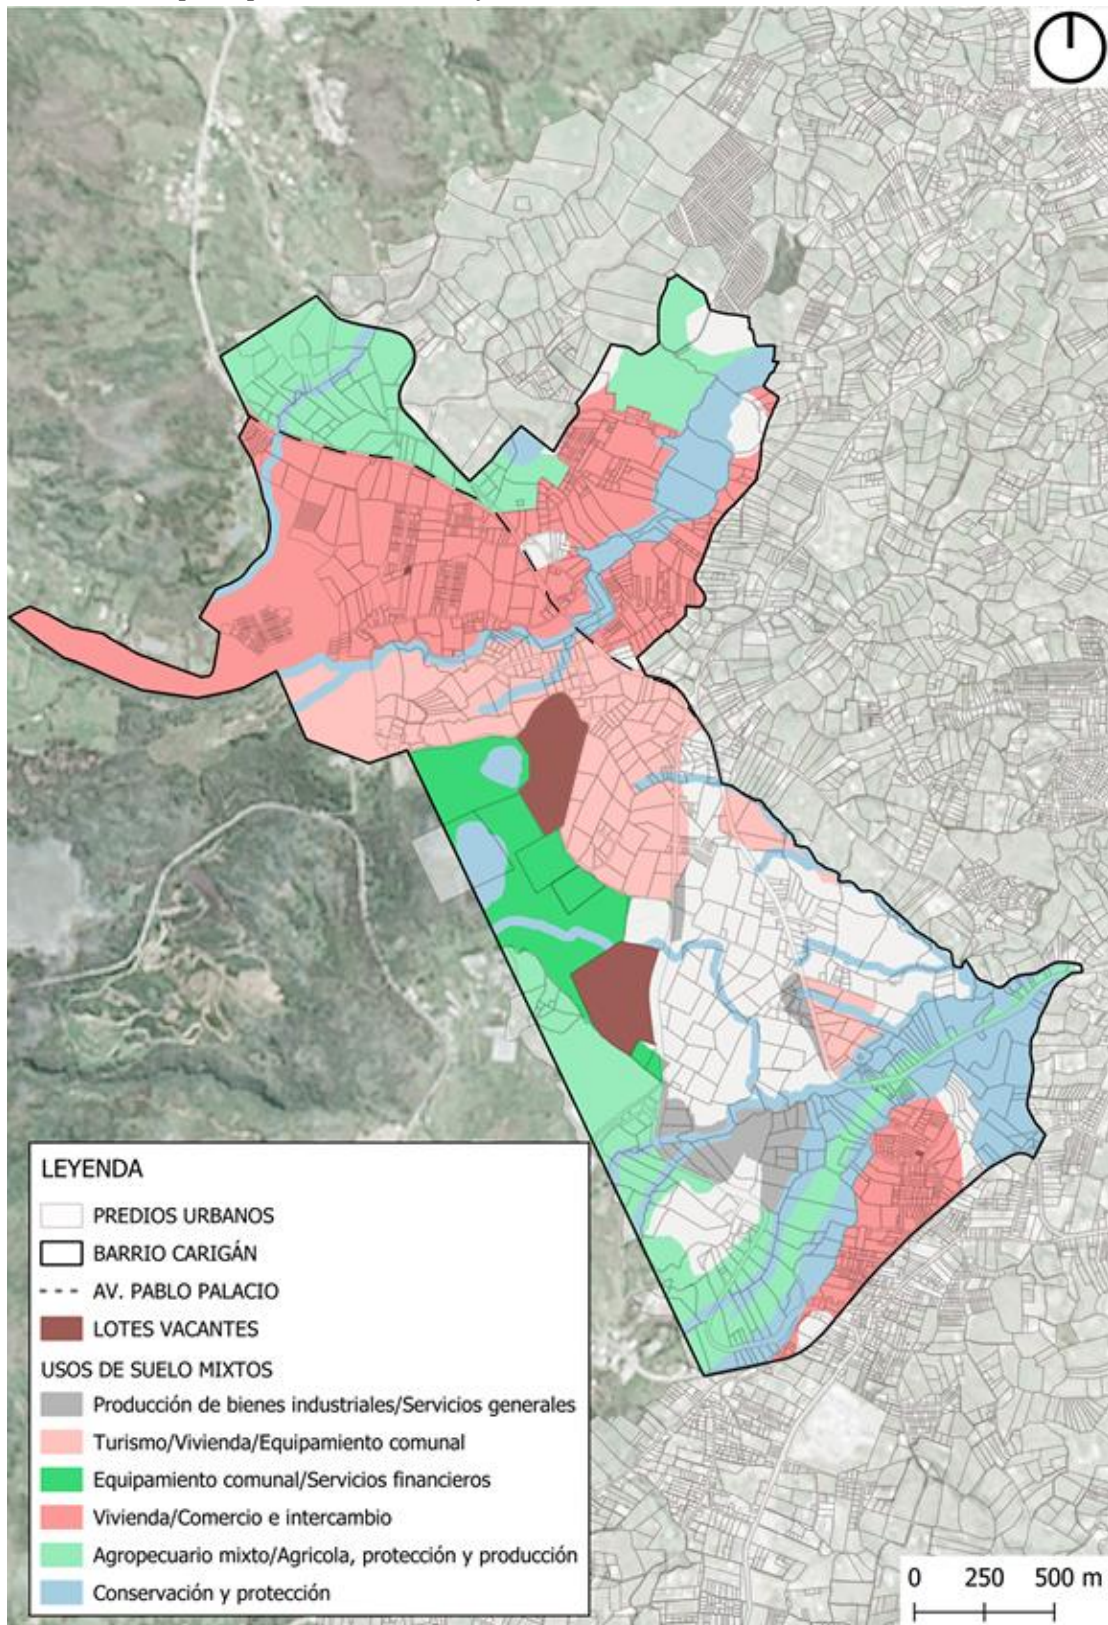 LEYENDA
PREDIOS URBANOS
BARRIO CARIGÁN
AV. PABLO PALACIO
LOTES VACANTES
USOS DE SUELO MIXTOS
Producción de bienes industriales/Servicios generales
Turismo/Vivienda/Equipamiento comunal
Equipamiento comunal/Servicios financieros
Vivienda/Comercio e intercambio
Agropecuario mixto/Agricola, protección y producción
Conservación y protección
0 250 500 m